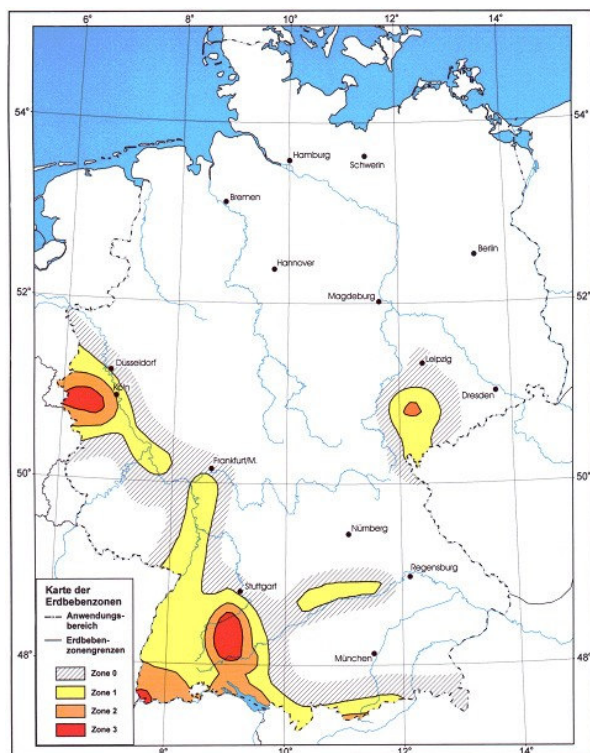 6° 8° 10° 12° 14°
54°
54°
Hamburg
Schwerin
Bremen
Berlin
Hannover
Magdeburg
52°
52°
Düsseldorf
Leipzig
Köln
Dresden
Frankfurt/M.
50°
50°
Nürnberg
Regensburg
Stuttgart
München
48°
48°
Karte der
Erdbebenzonen
Anwendungs-
bereich
Erdbeben-
zonengrenzen
Zone 0
Zone 1
Zone 2
Zone 3
8° 10° 12° 14°